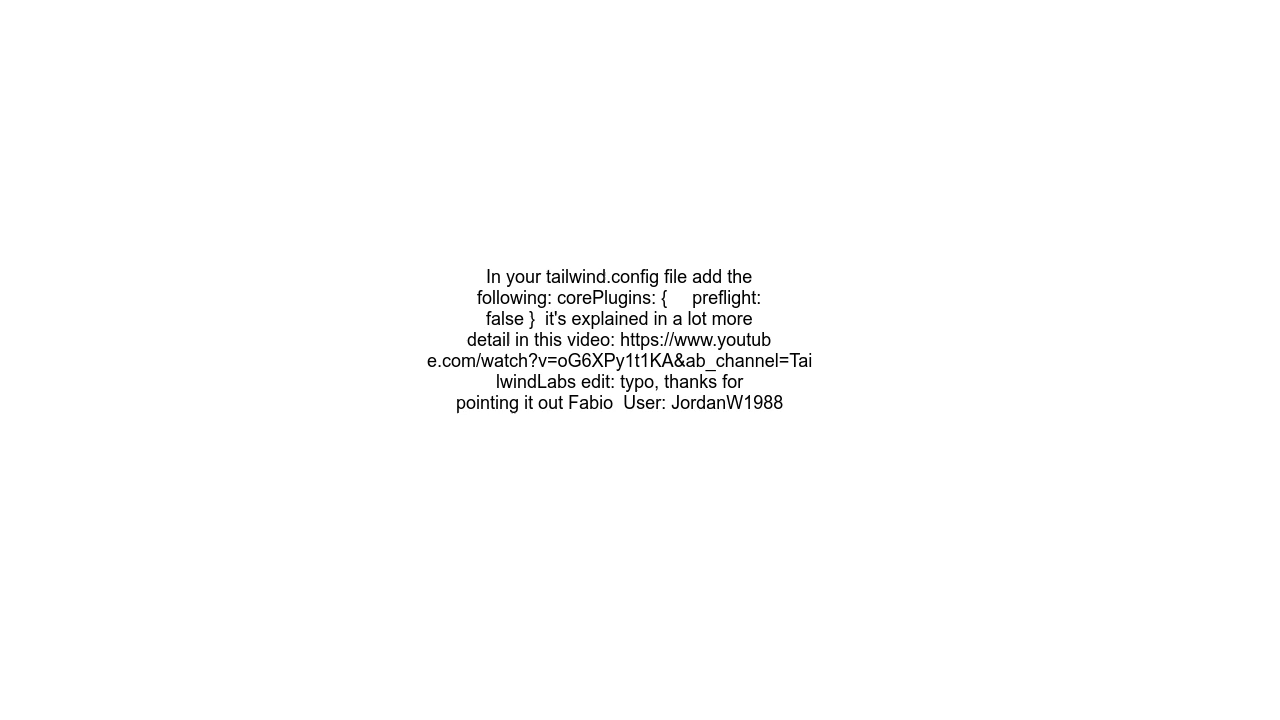 In your tailwind.config file add the
following: corePlugins: {     preflight:
false }  it's explained in a lot more
detail in this video: https://www.youtub
e.com/watch?v=oG6XPy1t1KA&ab_channel=Tai
lwindLabs edit: typo, thanks for
pointing it out Fabio  User: JordanW1988